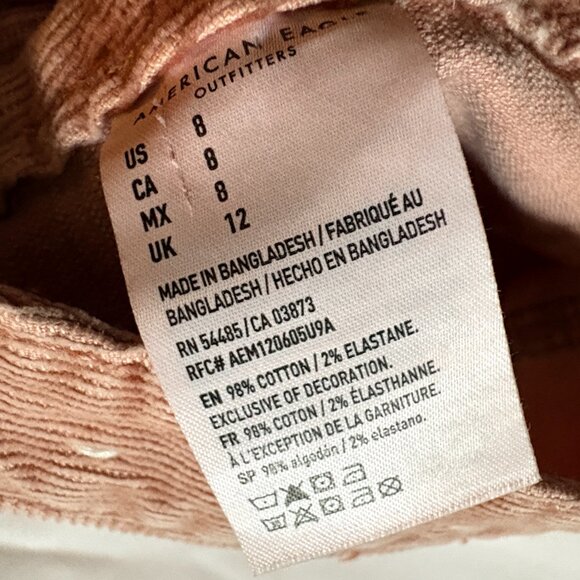 AMERICAN EAGLE
OUTFITTERS
US 8
CA 8
MX 8
UK 12
MADE IN BANGLADESH / FABRIQUÉ AU
BANGLADESH / HECHO EN BANGLADESH
RN 54485 / CA 03873
RFC# AEM120605U9A
EN 98% COTTON / 2% ELASTANE.
EXCLUSIVE OF DECORATION.
FR 98% COTON / 2% ÉLASTHANNE.
À L'EXCEPTION DE LA GARNITURE.
SP 98% algodón / 2% elastano.